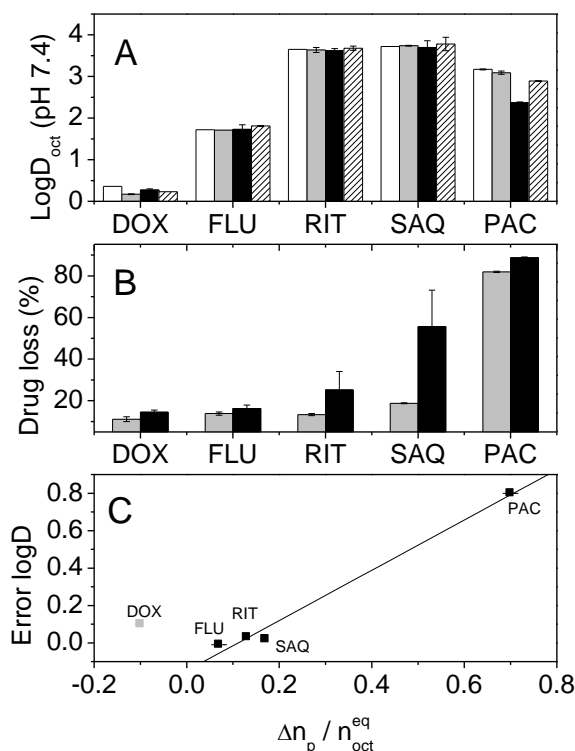 A
LogD_oct (pH 7.4)
4
3
2
1
0
DOX FLU RIT SAQ PAC
B
Drug loss (%)
80
60
40
20
DOX FLU RIT SAQ PAC
C
Error logD
0.8
0.6
0.4
0.2
0.0
PAC
DOX
RIT
FLU
SAQ
-0.2 0.0 0.2 0.4 0.6 0.8
Δn_p / n_oct^eq